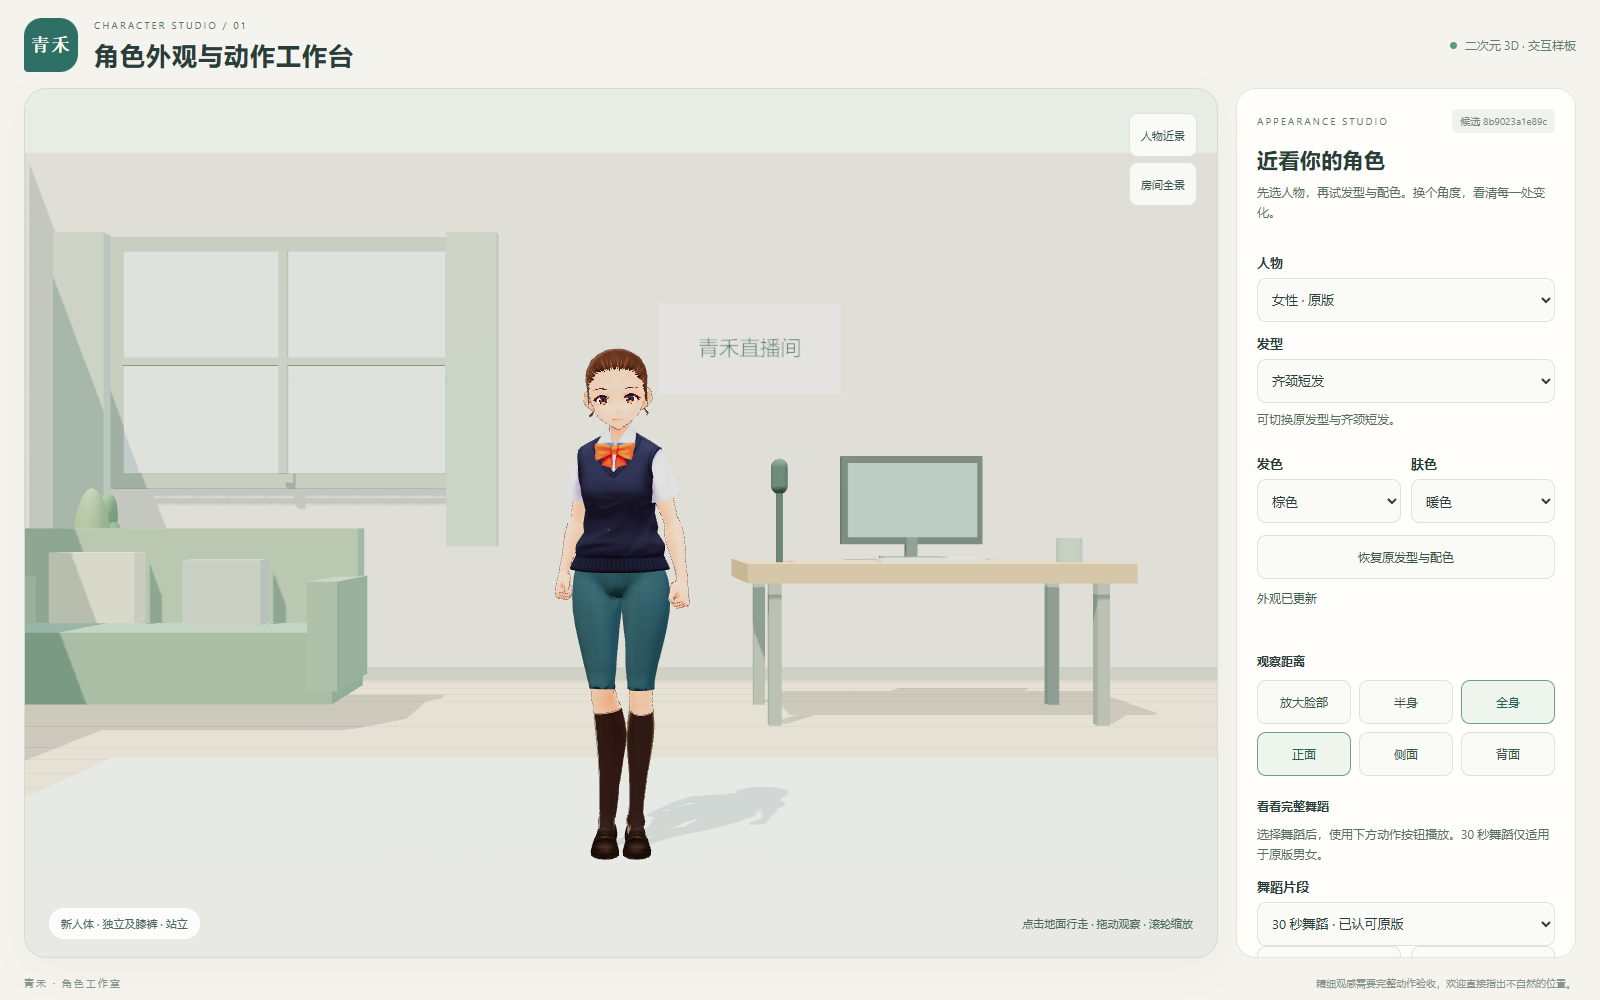 青禾
CHARACTER STUDIO / 01
角色外观与动作工作台
二次元 3D · 交互样板
人物近景
房间全景
青禾直播间
新人体 · 独立及膝裤 · 站立
点击地面行走 · 拖动观察 · 滚轮缩放
APPEARANCE STUDIO
候选 8b9023a1e89c
近看你的角色
先选人物，再试发型与配色。换个角度，看清每一处变
化。
人物
女性 · 原版
发型
齐颈短发
可切换原发型与齐颈短发。
发色
肤色
棕色
暖色
恢复原发型与配色
外观已更新
观察距离
放大脸部
半身
全身
正面
侧面
背面
看看完整舞蹈
选择舞蹈后，使用下方动作按钮播放。30 秒舞蹈仅适用
于原版男女。
舞蹈片段
30 秒舞蹈 · 已认可原版
青禾 · 角色工作室
精细观感需要完整动作验收，欢迎直接指出不自然的位置。